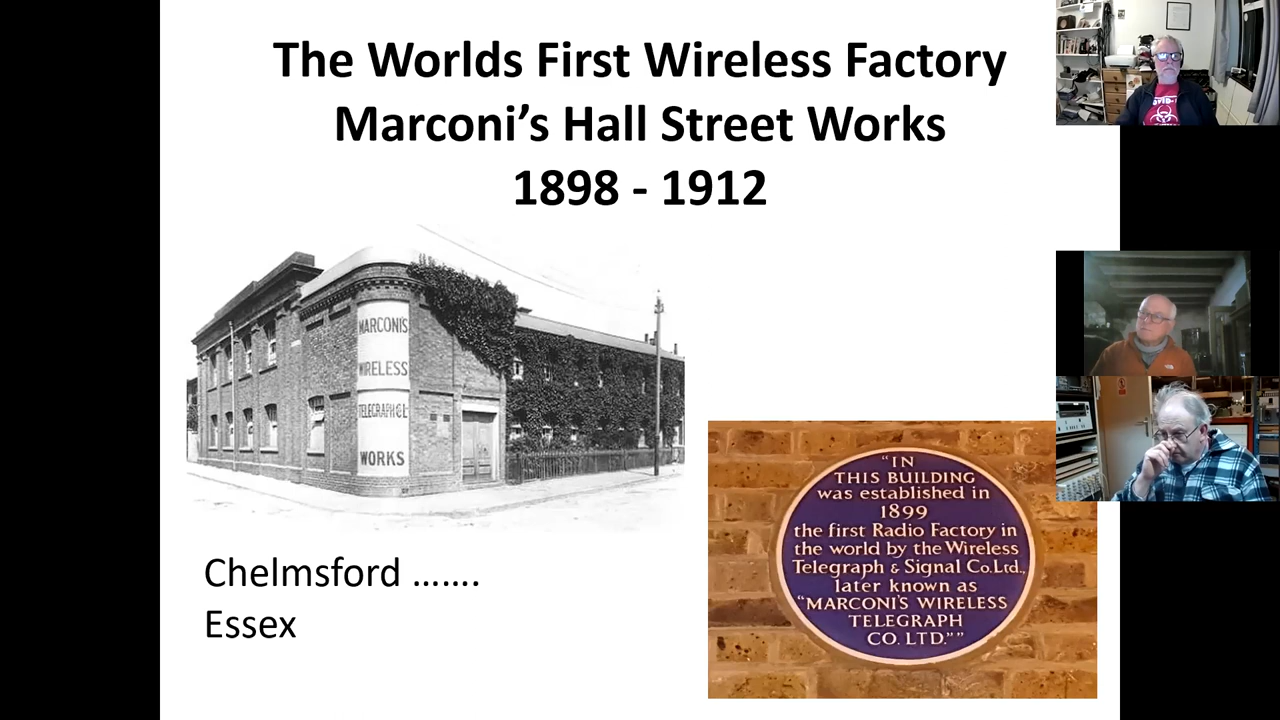 The Worlds First Wireless Factory
Marconi’s Hall Street Works
1898 - 1912
MARCONI'S
WIRELESS
TELEGRAPH Co L
WORKS
Chelmsford .......
Essex
“IN
THIS BUILDING
was established in
1899
the first Radio Factory in
the world by the Wireless
Telegraph & Signal Co.Ltd.,
later known as
“MARCONI'S WIRELESS
TELEGRAPH
CO. LTD.””